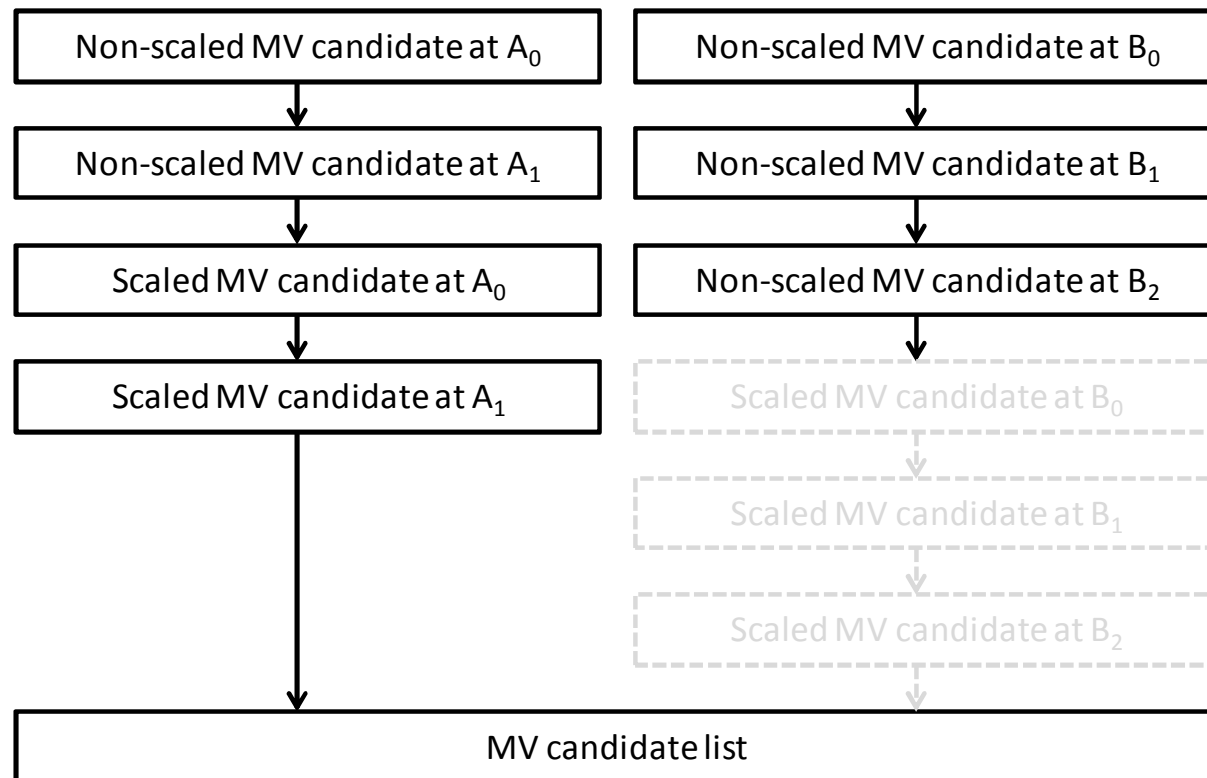 Non-scaled MV candidate at A₀
Non-scaled MV candidate at A₁
Scaled MV candidate at A₀
Scaled MV candidate at A₁
Non-scaled MV candidate at B₀
Non-scaled MV candidate at B₁
Non-scaled MV candidate at B₂
Scaled MV candidate at B₀
Scaled MV candidate at B₁
Scaled MV candidate at B₂
MV candidate list